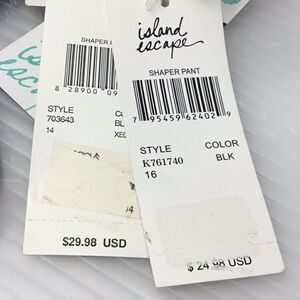 island
escape
SHAPER PANT
7 95459 62402 9
STYLE COLOR
K761740 BLK
16
$ 24.98 USD
SHAPER
8 28900 09
STYLE
703643
14
$29.98 USD
island